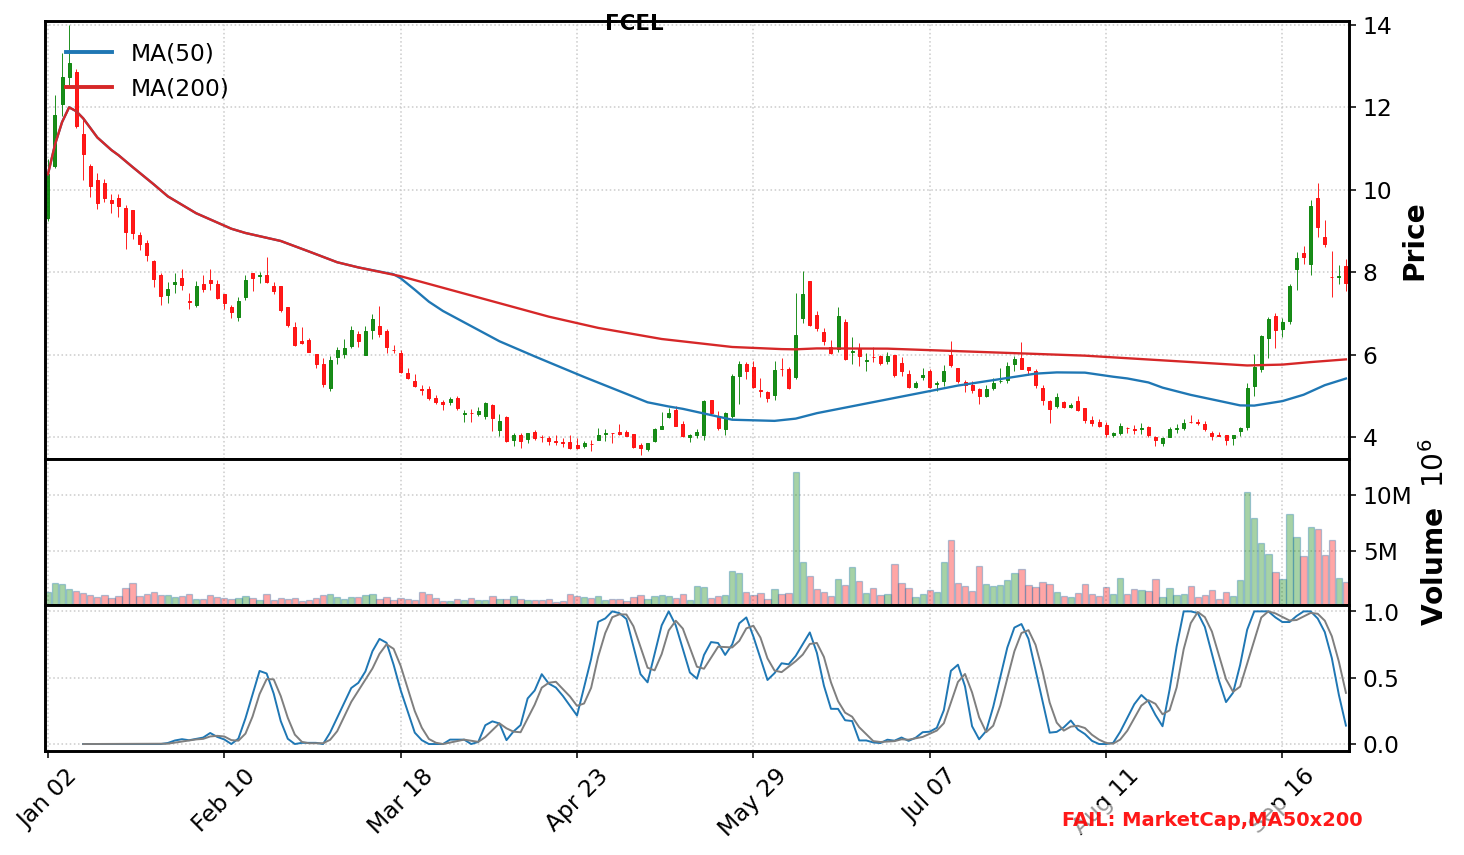 FCEL
MA(50)
MA(200)
14
12
10
8
6
4
Price
10M
5M
Volume 10^6
1.0
0.5
0.0
Jan 02
Feb 10
Mar 18
Apr 23
May 29
Jul 07
Aug 11
Sep 16
FAIL: MarketCap,MA50x200